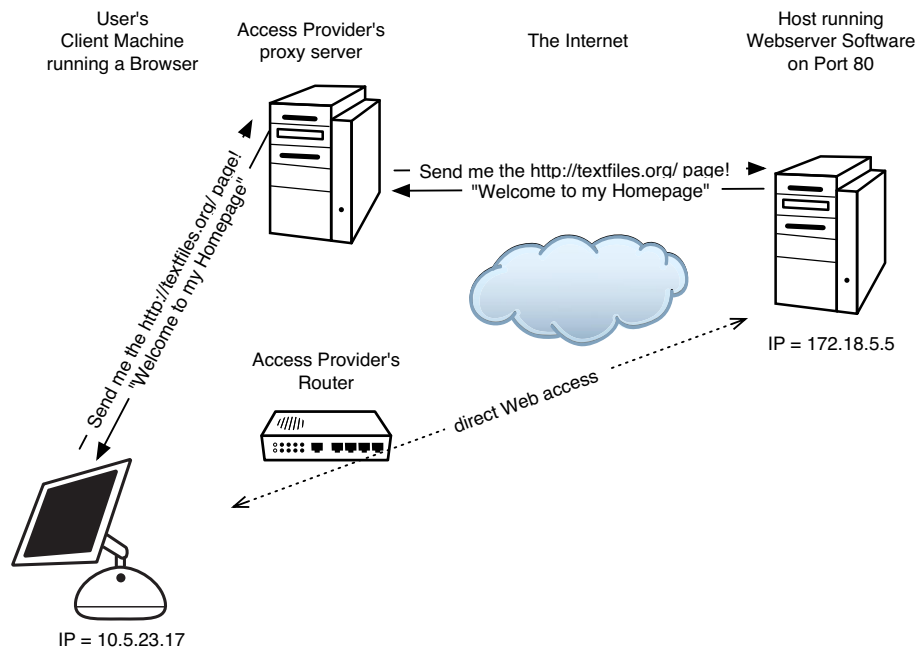 User's
Client Machine
running a Browser
Access Provider's
proxy server
The Internet
Host running
Webserver Software
on Port 80
Send me the http://textfiles.org/ page!
"Welcome to my Homepage"
Send me the http://textfiles.org/ page!
"Welcome to my Homepage"
IP = 172.18.5.5
Access Provider's
Router
direct Web access
IP = 10.5.23.17